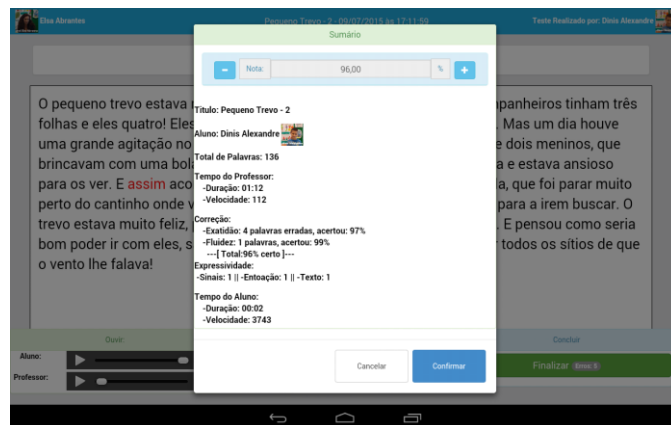 Elsa Abrantes
Pequeno Trevo - 2 - 09/07/2015 às 17:11:59
Teste Realizado por: Dinis Alexandre
Sumário
Nota: 96,00 %
O pequeno trevo estava
folhas e eles quatro! Eles
uma grande agitação no
brincavam com uma bol
para os ver. E assim aco
perto do cantinho onde v
trevo estava muito feliz,
bom poder ir com eles, s
o vento lhe falava!
Titulo: Pequeno Trevo - 2
Aluno: Dinis Alexandre
Total de Palavras: 136
Tempo do Professor:
-Duração: 01:12
-Velocidade: 112
Correção:
-Exatidão: 4 palavras erradas, acertou: 97%
-Fluidez: 1 palavras, acertou: 99%
---[ Total:96% certo ]---
Expressividade:
-Sinais: 1 || -Entoação: 1 || -Texto: 1
Tempo do Aluno:
-Duração: 00:02
-Velocidade: 3743
Cancelar
Confirmar
npanheiros tinham três
. Mas um dia houve
e dois meninos, que
a e estava ansioso
a, que foi parar muito
para a irem buscar. O
. E pensou como seria
todos os sítios de que
Ouvir
Aluno:
Professor:
Concluir
Finalizar Erros: 5